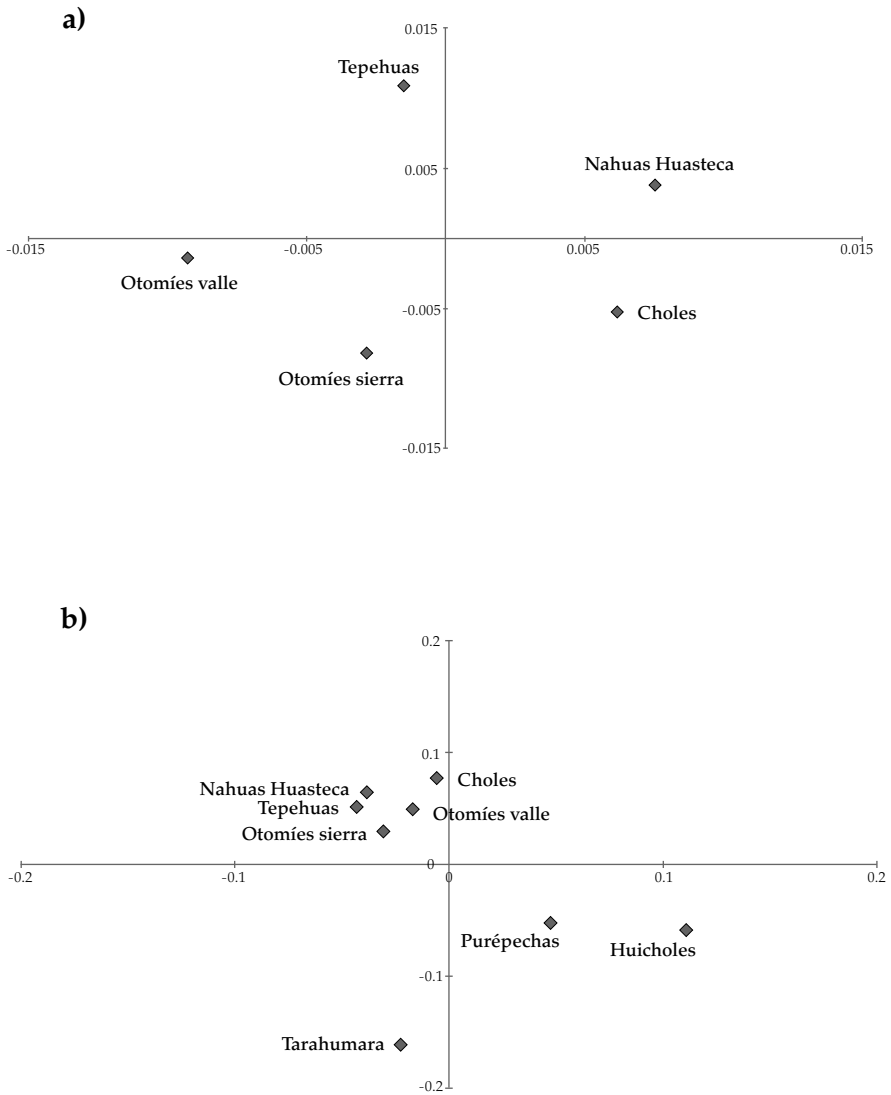 a)
0.015
Tepehuas
0.005
Nahuas Huasteca
-0.015
-0.005
0.005
0.015
Otomíes valle
-0.005
Choles
Otomíes sierra
-0.015
b)
0.2
0.1
Choles
Nahuas Huasteca
Tepehuas
Otomíes valle
Otomíes sierra
0
-0.2
-0.1
0
0.1
0.2
Purépechas
Huicholes
-0.1
Tarahumara
-0.2